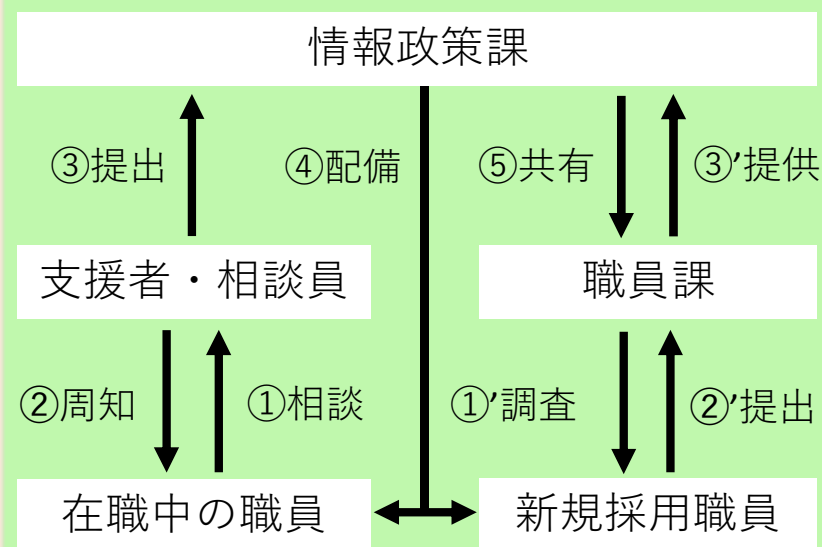 情報政策課
③提出
④配備
⑤共有
③’提供
支援者・相談員
職員課
②周知
①相談
①’調査
②’提出
在職中の職員
新規採用職員